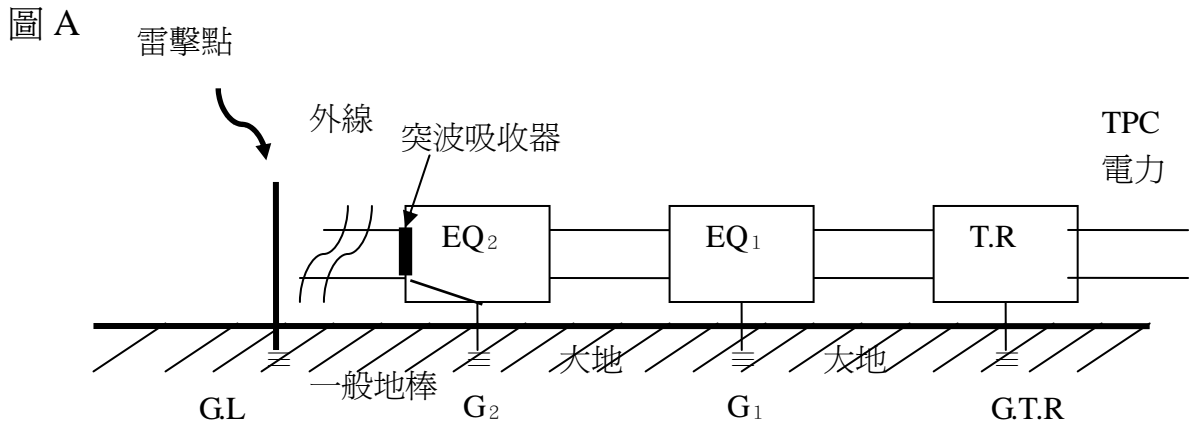 圖 A
雷擊點
外線
突波吸收器
TPC
電力
EQ₂
EQ₁
T.R
一般地棒
大地
大地
G.L
G₂
G₁
G.T.R